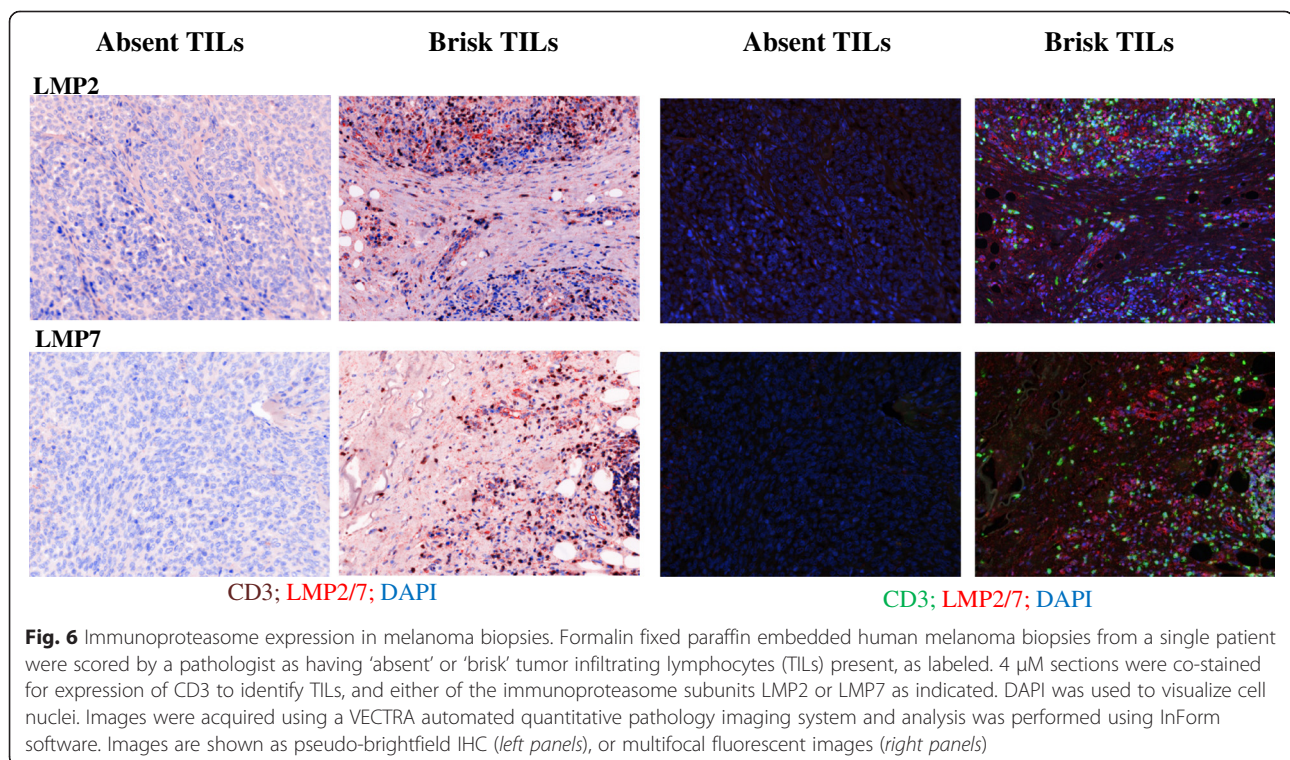 Absent TILs Brisk TILs Absent TILs Brisk TILs
LMP2
LMP7
CD3; LMP2/7; DAPI CD3; LMP2/7; DAPI
Fig. 6 Immunoproteasome expression in melanoma biopsies. Formalin fixed paraffin embedded human melanoma biopsies from a single patient
were scored by a pathologist as having ‘absent’ or ‘brisk’ tumor infiltrating lymphocytes (TILs) present, as labeled. 4 μM sections were co-stained
for expression of CD3 to identify TILs, and either of the immunoproteasome subunits LMP2 or LMP7 as indicated. DAPI was used to visualize cell
nuclei. Images were acquired using a VECTRA automated quantitative pathology imaging system and analysis was performed using InForm
software. Images are shown as pseudo-brightfield IHC (left panels), or multifocal fluorescent images (right panels)